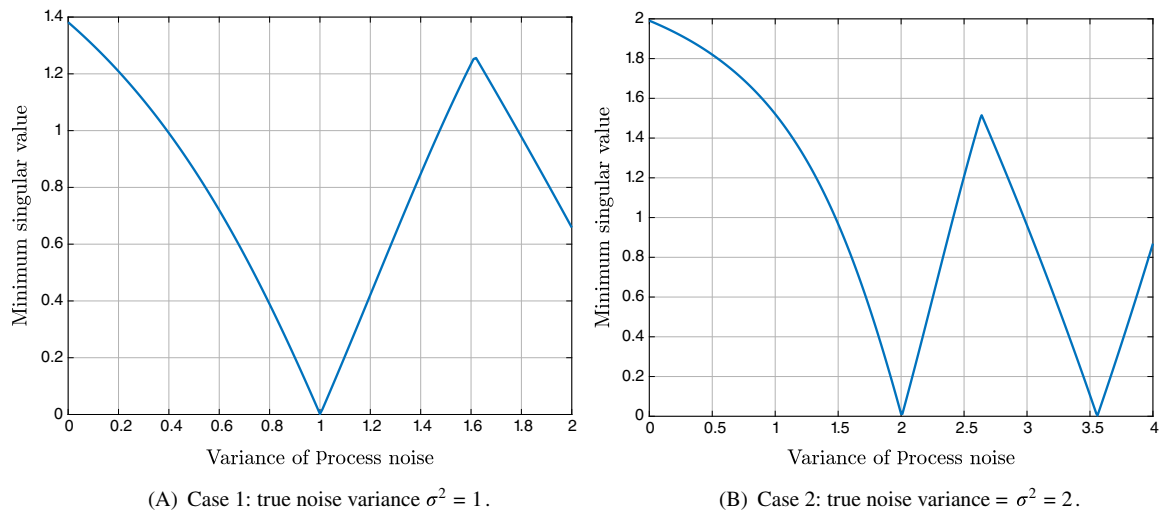 1.4
1.2
1
0.8
0.6
0.4
0.2
0
Minimum singular value
0 0.2 0.4 0.6 0.8 1 1.2 1.4 1.6 1.8 2
Variance of Process noise
(A) Case 1: true noise variance σ² = 1.
2
1.8
1.6
1.4
1.2
1
0.8
0.6
0.4
0.2
0
Minimum singular value
0 0.5 1 1.5 2 2.5 3 3.5 4
Variance of Process noise
(B) Case 2: true noise variance = σ² = 2.